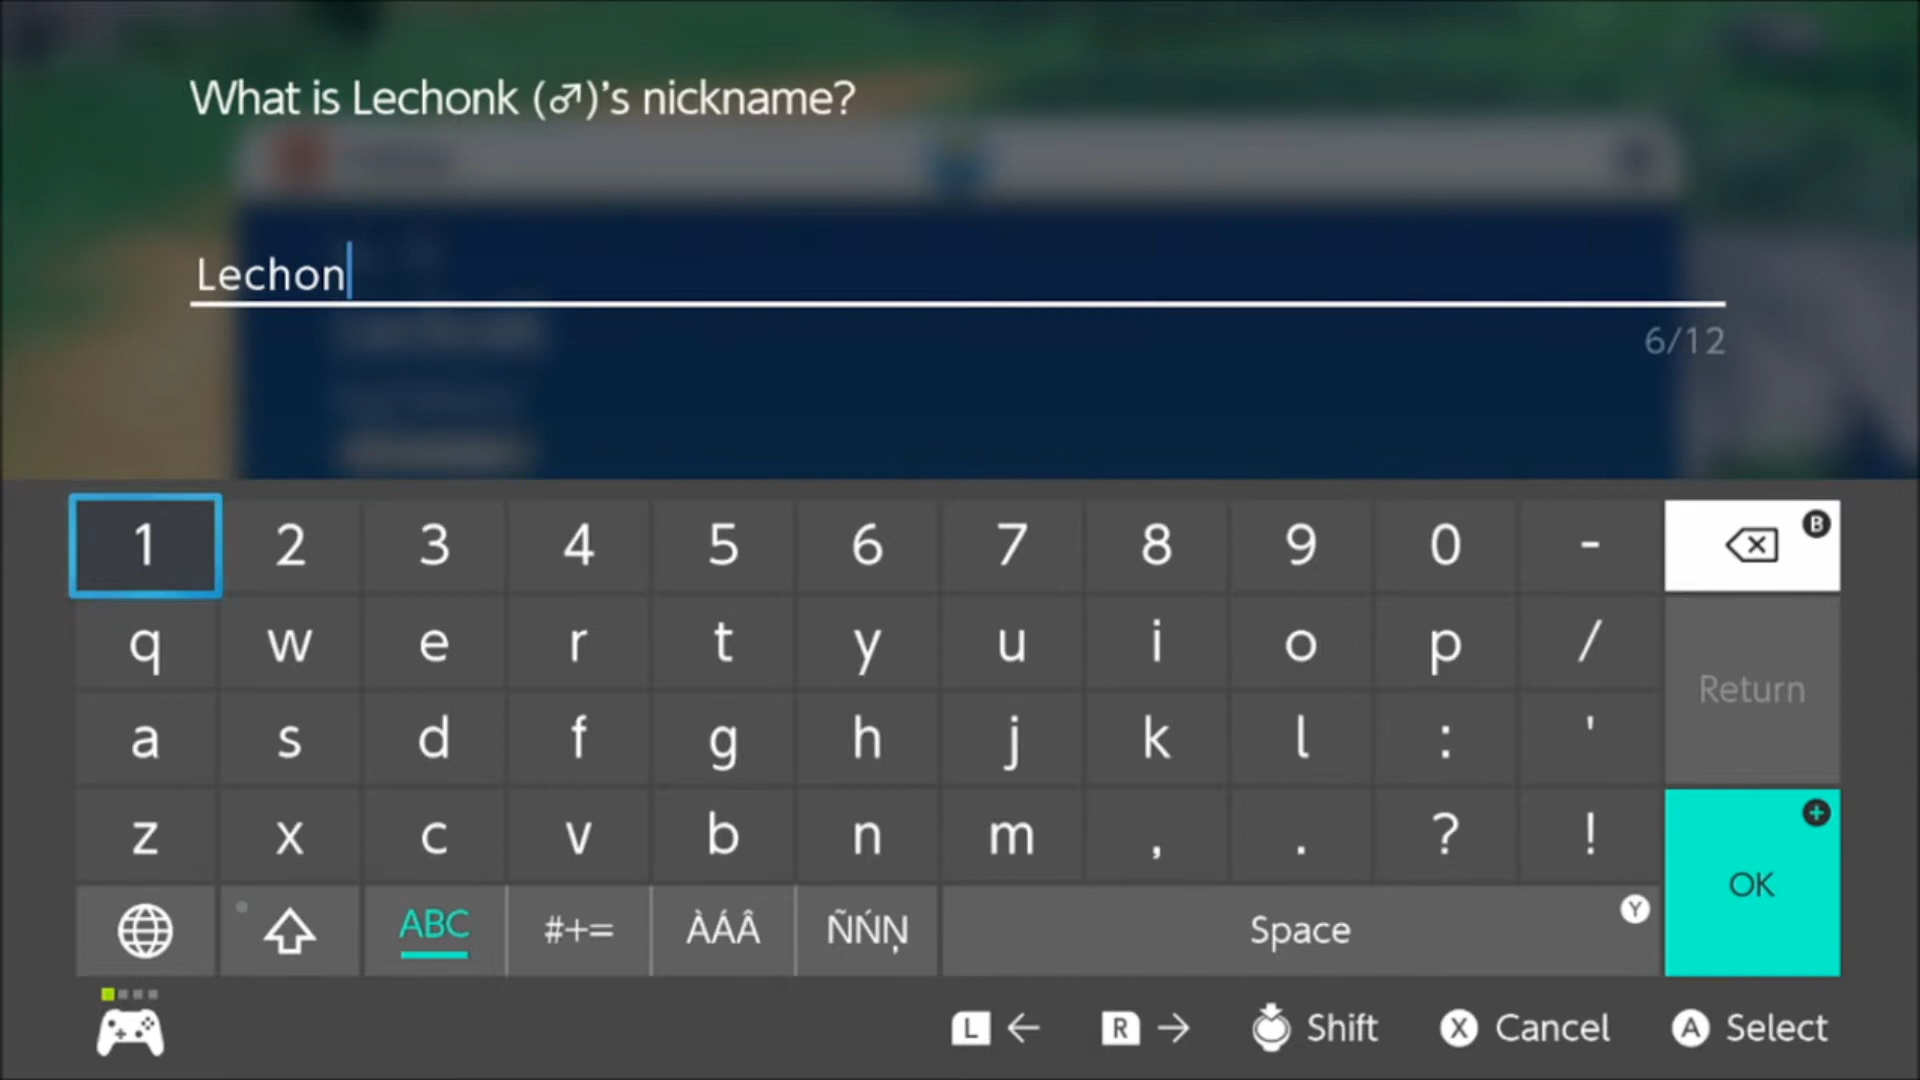 What is Lechonk (♂)'s nickname?
Lechon
6/12
1 2 3 4 5 6 7 8 9 0 - B
q w e r t y u i o p /
Return
a s d f g h j k l : '
z x c v b n m , . ? ! +
OK
ABC #+= ÀÁÂ ÑŃŅ Space Y
L ← R → Shift X Cancel A Select